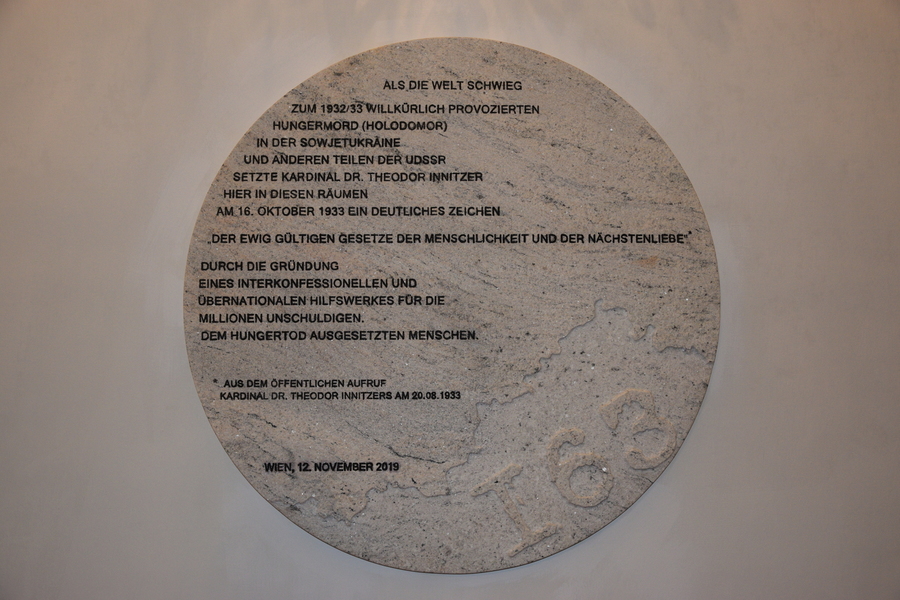 ALS DIE WELT SCHWIEG
ZUM 1932/33 WILLKÜRLICH PROVOZIERTEN
HUNGERMORD (HOLODOMOR)
IN DER SOWJETUKRAINE
UND ANDEREN TEILEN DER UDSSR
SETZTE KARDINAL DR. THEODOR INNITZER
HIER IN DIESEN RÄUMEN
AM 16. OKTOBER 1933 EIN DEUTLICHES ZEICHEN
„DER EWIG GÜLTIGEN GESETZE DER MENSCHLICHKEIT UND DER NÄCHSTENLIEBE"*
DURCH DIE GRÜNDUNG
EINES INTERKONFESSIONELLEN UND
ÜBERNATIONALEN HILFSWERKES FÜR DIE
MILLIONEN UNSCHULDIGEN.
DEM HUNGERTOD AUSGESETZTEN MENSCHEN.
* AUS DEM ÖFFENTLICHEN AUFRUF
KARDINAL DR. THEODOR INNITZERS AM 20.08.1933
WIEN, 12. NOVEMBER 2019
163